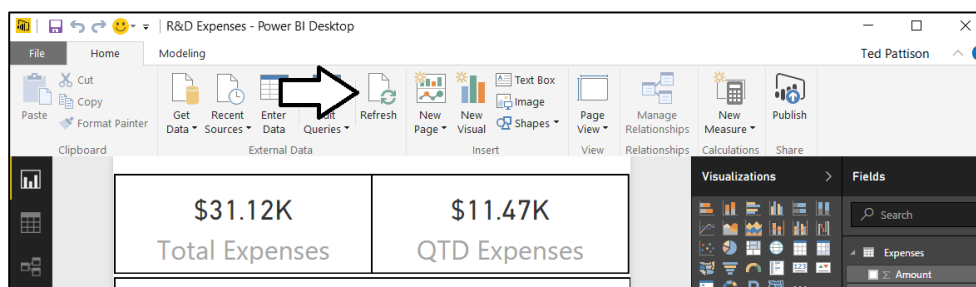 R&D Expenses - Power BI Desktop
File Home Modeling Ted Pattison
Cut
Copy
Format Painter
Paste
Get Data
Recent Sources
Enter Data
Queries
Refresh
New Page
New Visual
Text Box
Image
Shapes
Page View
Manage Relationships
New Measure
Publish
Clipboard External Data Insert View Relationships Calculations Share
$31.12K $11.47K
Total Expenses QTD Expenses
Visualizations
Fields
Search
Expenses
Σ Amount